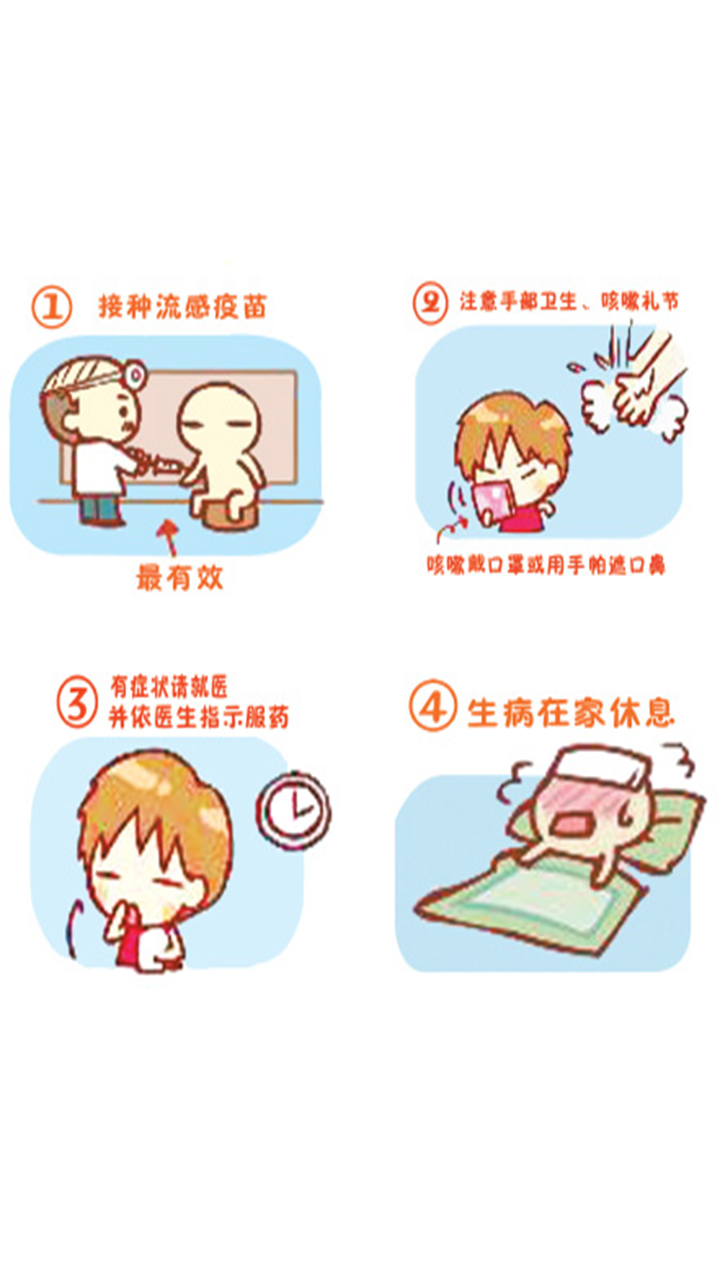 ① 接种流感疫苗
最有效
② 注意手部卫生、咳嗽礼节
咳嗽戴口罩或用手帕遮口鼻
③ 有症状请就医
并依医生指示服药
④ 生病在家休息